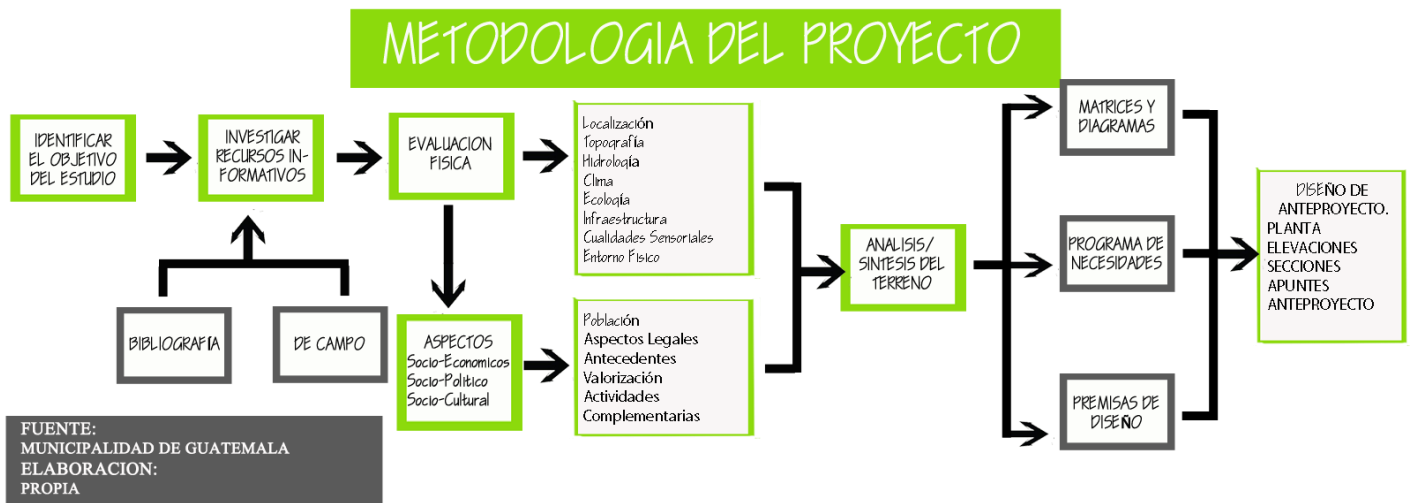 METODOLOGIA DEL PROYECTO
IDENTIFICAR
EL OBJETIVO
DEL ESTUDIO
INVESTIGAR
RECURSOS IN-
FORMATIVOS
BIBLIOGRAFÍA
DE CAMPO
EVALUACION
FISICA
ASPECTOS
Socio-Economicos
Socio-Politico
Socio-Cultural
Localización
Topografía
Hidrología
Clima
Ecología
Infraestructura
Cualidades Sensoriales
Entorno Fisico
Población
Aspectos Legales
Antecedentes
Valorización
Actividades
Complementarias
ANALISIS/
SINTESIS DEL
TERRENO
MATRICES Y
DIAGRAMAS
PROGRAMA DE
NECESIDADES
PREMISAS DE
DISEÑO
DISEÑO DE
ANTEPROYECTO.
PLANTA
ELEVACIONES
SECCIONES
APUNTES
ANTEPROYECTO
FUENTE:
MUNICIPALIDAD DE GUATEMALA
ELABORACION:
PROPIA